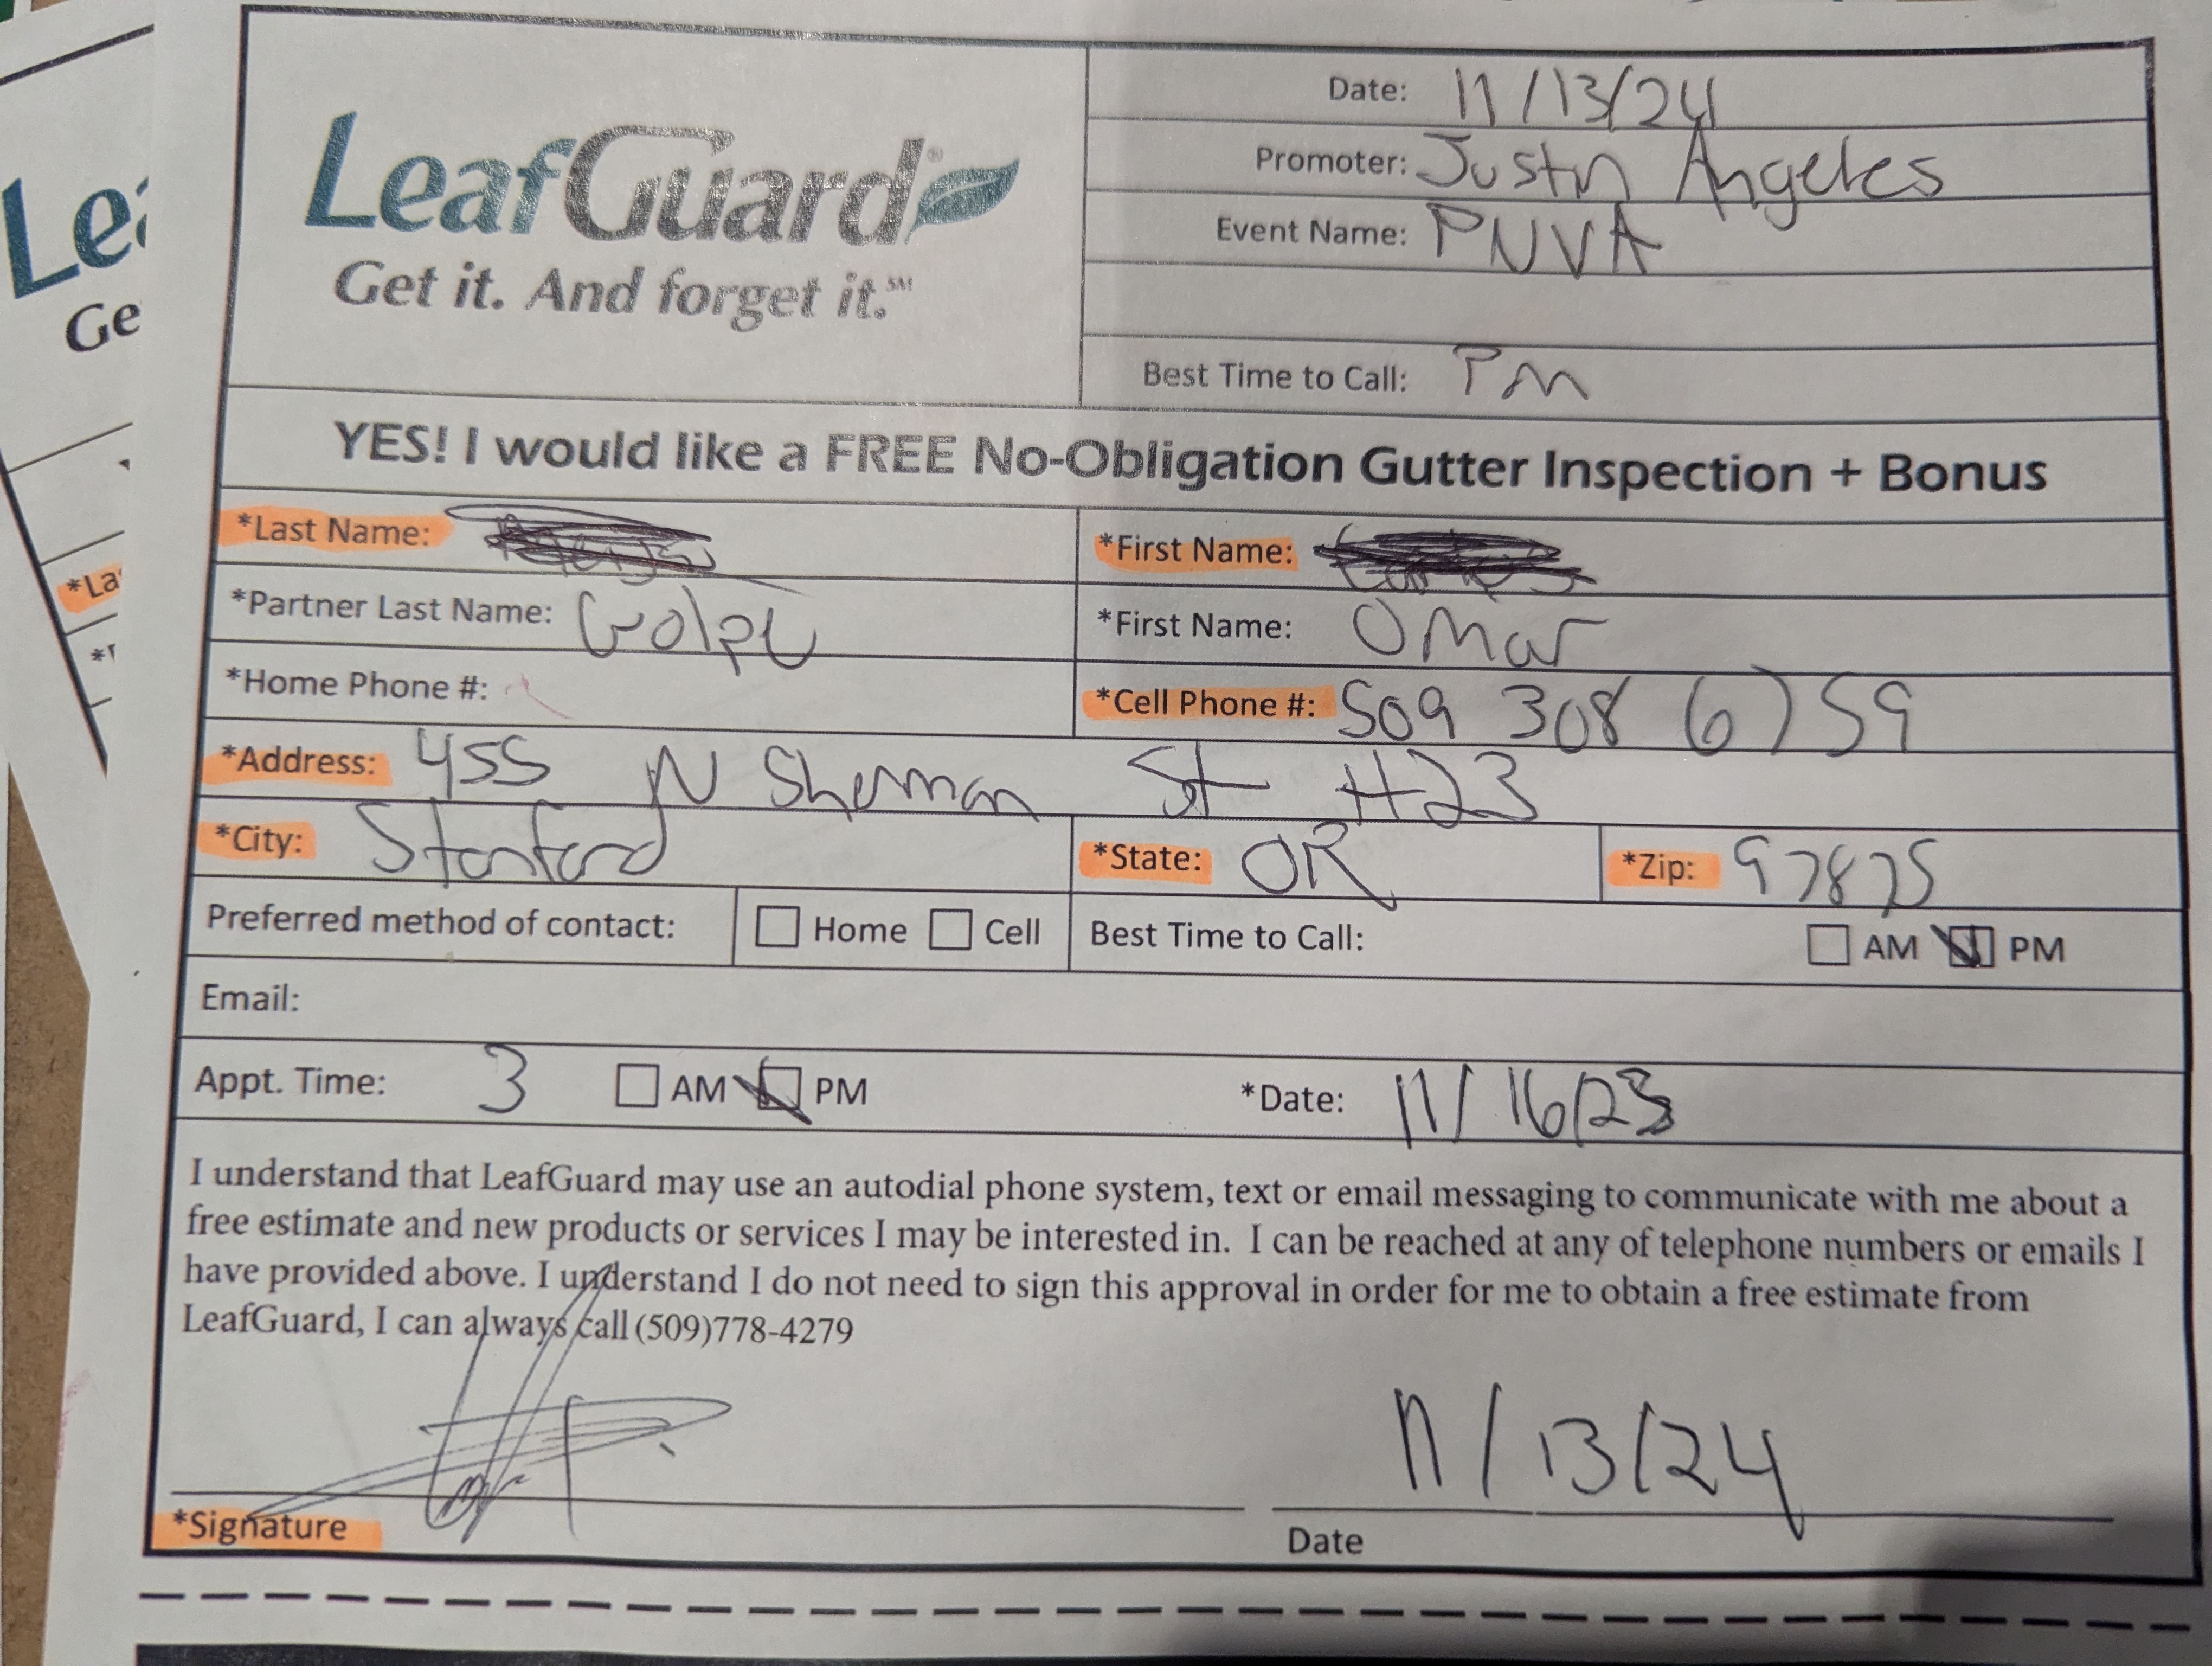 LeafGuard®
Get it. And forget it.℠
Date: 11/13/24
Promoter: Justin Angeles
Event Name: PNVA
Best Time to Call: PM
YES! I would like a FREE No-Obligation Gutter Inspection + Bonus
*Last Name: *First Name:
*Partner Last Name: Golpe *First Name: Omar
*Home Phone #: *Cell Phone #: 509 308 6759
*Address: 455 N Sherman St #23
*City: Stanford *State: OR *Zip: 97875
Preferred method of contact: Home Cell Best Time to Call: AM PM
Email:
Appt. Time: 3 AM PM *Date: 11/16/23
I understand that LeafGuard may use an autodial phone system, text or email messaging to communicate with me about a
free estimate and new products or services I may be interested in. I can be reached at any of telephone numbers or emails I
have provided above. I understand I do not need to sign this approval in order for me to obtain a free estimate from
LeafGuard, I can always call (509)778-4279
11/13/24
*Signature Date
Le
Ge
*La